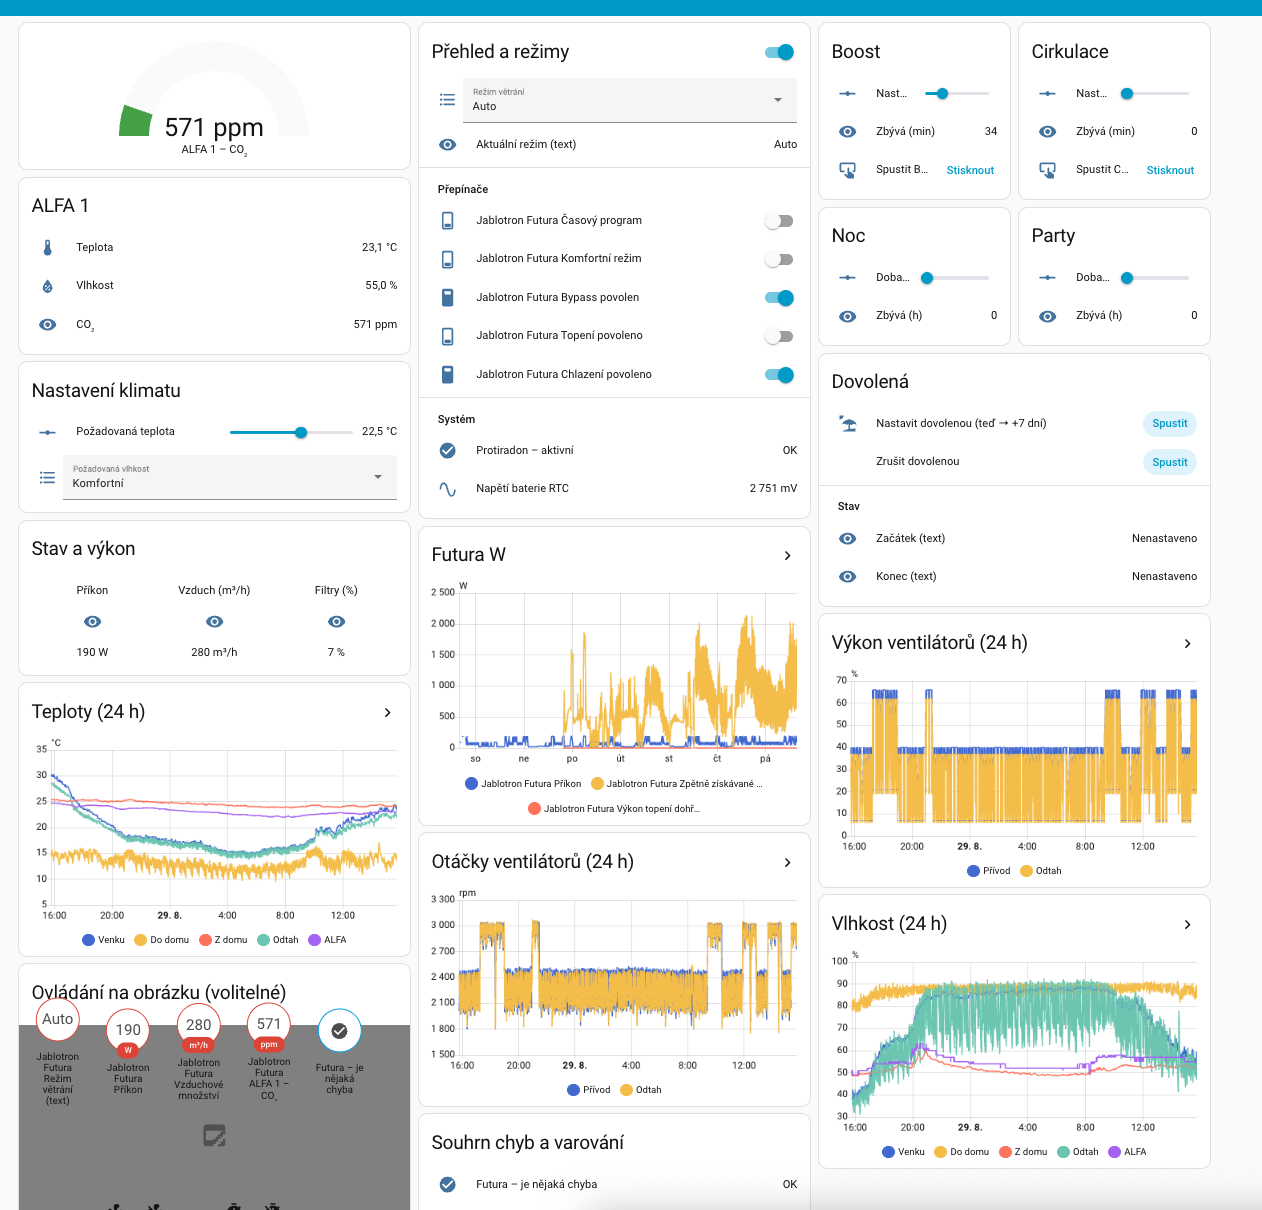 571 ppm
ALFA 1 – CO₂
ALFA 1
Teplota 23,1 °C
Vlhkost 55,0 %
CO₂ 571 ppm
Nastavení klimatu
Požadovaná teplota 22,5 °C
Požadovaná vlhkost
Komfortní
Stav a výkon
Příkon Vzduch (m³/h) Filtry (%)
190 W 280 m³/h 7 %
Teploty (24 h)
°C
35
30
25
20
15
10
5
16:00 20:00 29. 8. 4:00 8:00 12:00
Venku Do domu Z domu Odtah ALFA
Ovládání na obrázku (volitelné)
Auto
Jablotron
Futura
Režim
větrání
(text)
190
W
Jablotron
Futura
Příkon
280
m³/h
Jablotron
Futura
Vzduchové
množství
571
ppm
Jablotron
Futura
ALFA 1 –
CO₂
Futura – je
nějaká
chyba
Přehled a režimy
Režim větrání
Auto
Aktuální režim (text) Auto
Přepínače
Jablotron Futura Časový program
Jablotron Futura Komfortní režim
Jablotron Futura Bypass povolen
Jablotron Futura Topení povoleno
Jablotron Futura Chlazení povoleno
Systém
Protiradon – aktivní OK
Napětí baterie RTC 2 751 mV
Futura W
W
2 500
2 000
1 500
1 000
500
0
so ne po út st čt pá
Jablotron Futura Příkon Jablotron Futura Zpětně získávané ...
Jablotron Futura Výkon topení dohř...
Otáčky ventilátorů (24 h)
rpm
3 300
3 000
2 700
2 400
2 100
1 800
1 500
16:00 20:00 29. 8. 4:00 8:00 12:00
Přívod Odtah
Souhrn chyb a varování
Futura – je nějaká chyba OK
Boost
Nast...
Zbývá (min) 34
Spustit B... Stisknout
Cirkulace
Nast...
Zbývá (min) 0
Spustit C... Stisknout
Noc
Doba...
Zbývá (h) 0
Party
Doba...
Zbývá (h) 0
Dovolená
Nastavit dovolenou (teď → +7 dní) Spustit
Zrušit dovolenou Spustit
Stav
Začátek (text) Nenastaveno
Konec (text) Nenastaveno
Výkon ventilátorů (24 h)
%
70
60
50
40
30
20
10
0
16:00 20:00 29. 8. 4:00 8:00 12:00
Přívod Odtah
Vlhkost (24 h)
%
100
90
80
70
60
50
40
30
16:00 20:00 29. 8. 4:00 8:00 12:00
Venku Do domu Z domu Odtah ALFA